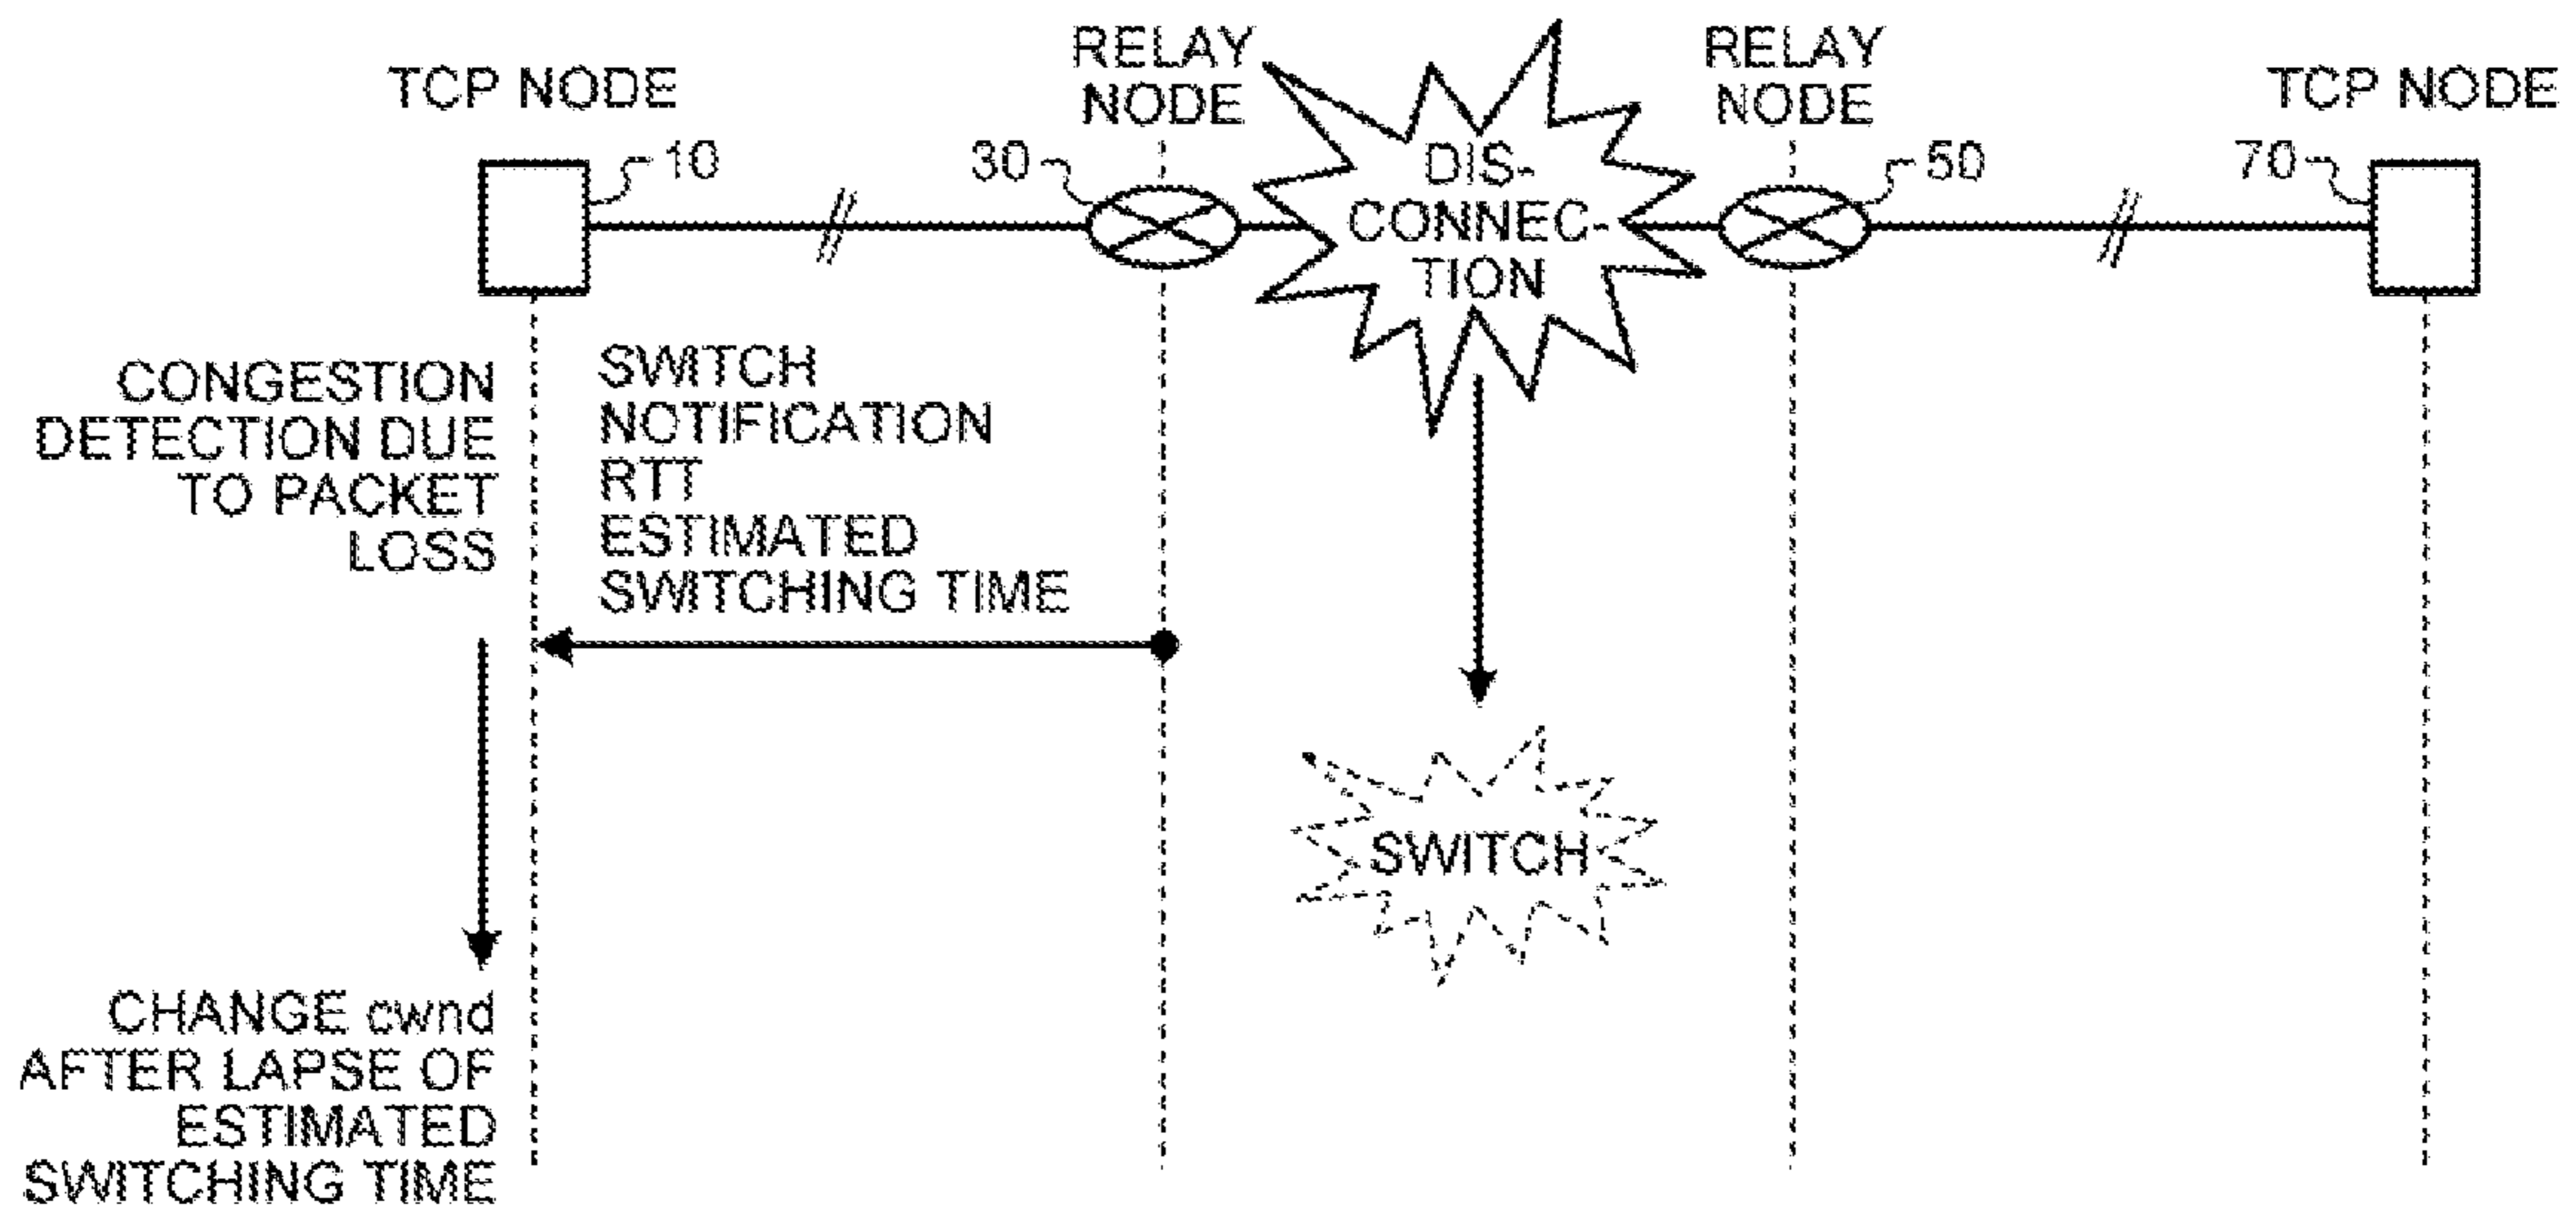 TCP NODE
10
RELAY
NODE
30
DIS-
CONNEC-
TION
RELAY
NODE
50
TCP NODE
70
CONGESTION
DETECTION DUE
TO PACKET
LOSS
SWITCH
NOTIFICATION
RTT
ESTIMATED
SWITCHING TIME
SWITCH
CHANGE cwnd
AFTER LAPSE OF
ESTIMATED
SWITCHING TIME